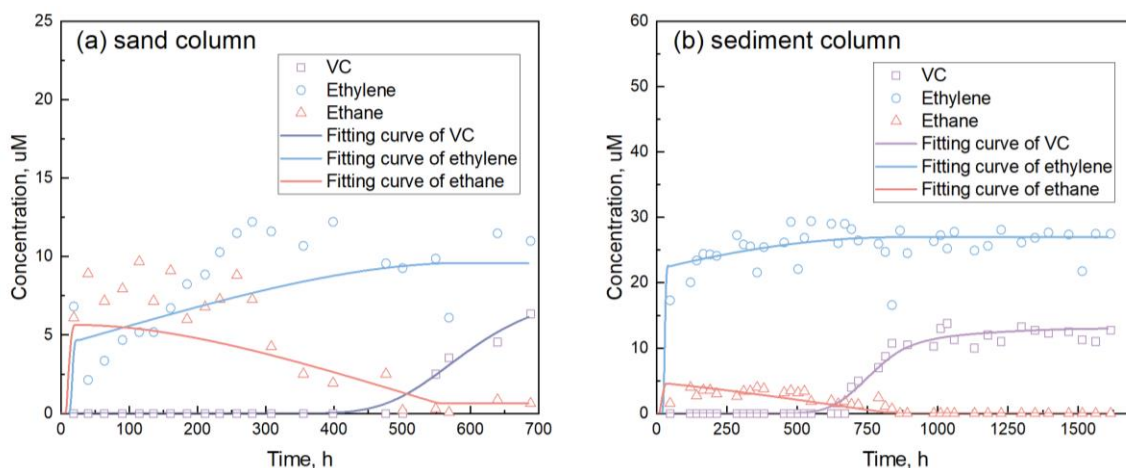 (a) sand column
VC
Ethylene
Ethane
Fitting curve of VC
Fitting curve of ethylene
Fitting curve of ethane
Concentration, uM
25
20
15
10
5
0
0 100 200 300 400 500 600 700
Time, h
(b) sediment column
VC
Ethylene
Ethane
Fitting curve of VC
Fitting curve of ethylene
Fitting curve of ethane
Concentration, uM
60
50
40
30
20
10
0
0 250 500 750 1000 1250 1500
Time, h